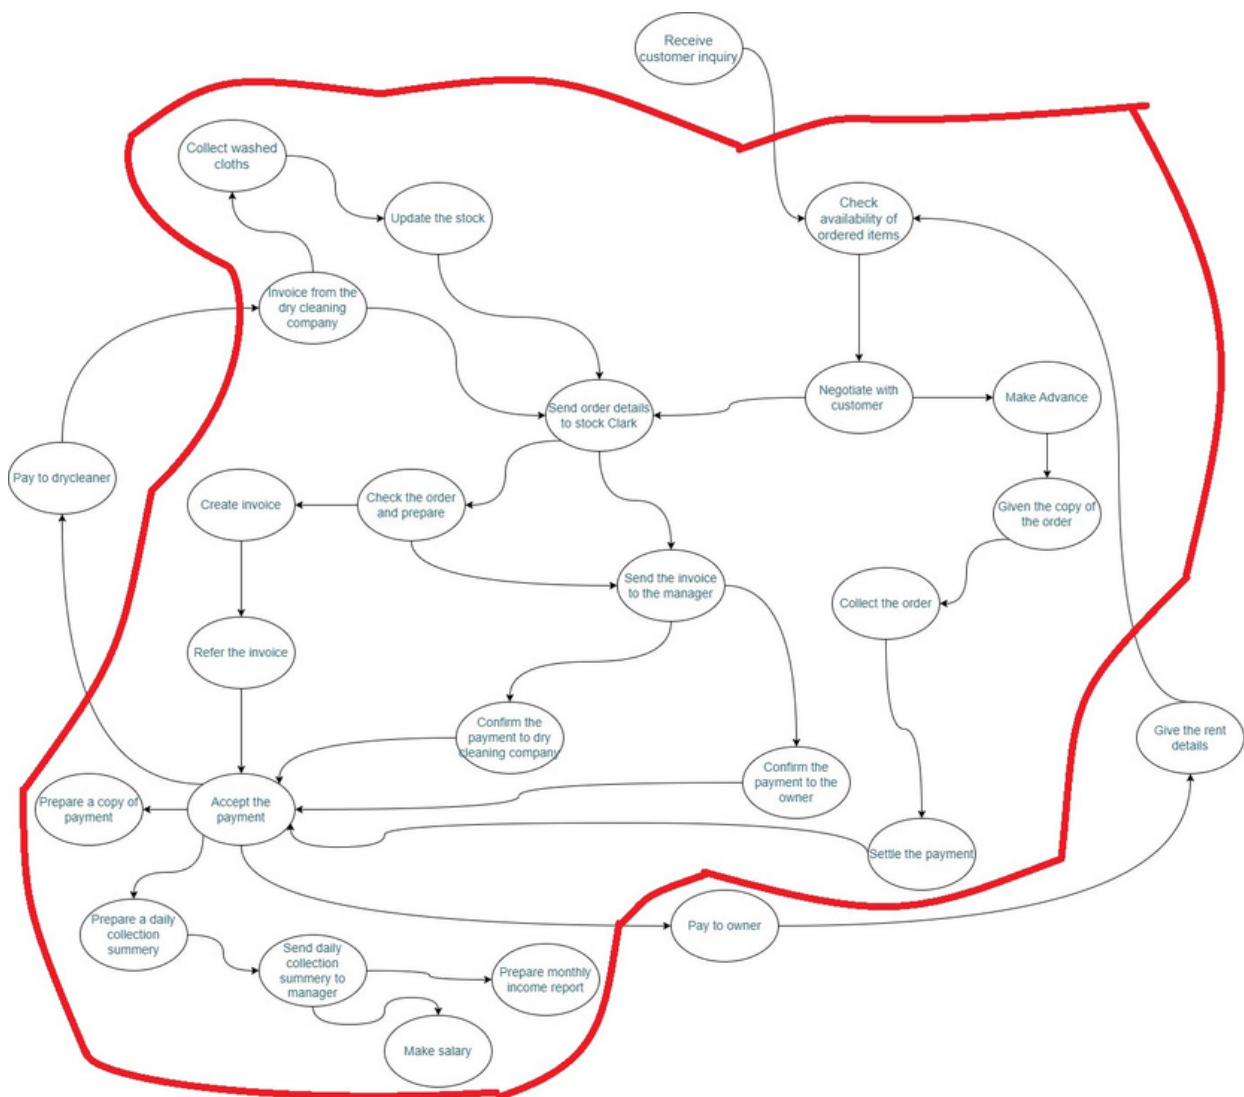 Receive
customer inquiry
Collect washed
cloths
Update the stock
Check
availability of
ordered items
Invoice from the
dry cleaning
company
Negotiate with
customer
Make Advance
Send order details
to stock Clark
Pay to drycleaner
Create invoice
Check the order
and prepare
Given the copy of
the order
Send the invoice
to the manager
Collect the order
Refer the invoice
Confirm the
payment to dry
cleaning company
Give the rent
details
Confirm the
payment to the
owner
Prepare a copy of
payment
Accept the
payment
Settle the payment
Prepare a daily
collection
summery
Pay to owner
Send daily
collection
summery to
manager
Prepare monthly
income report
Make salary